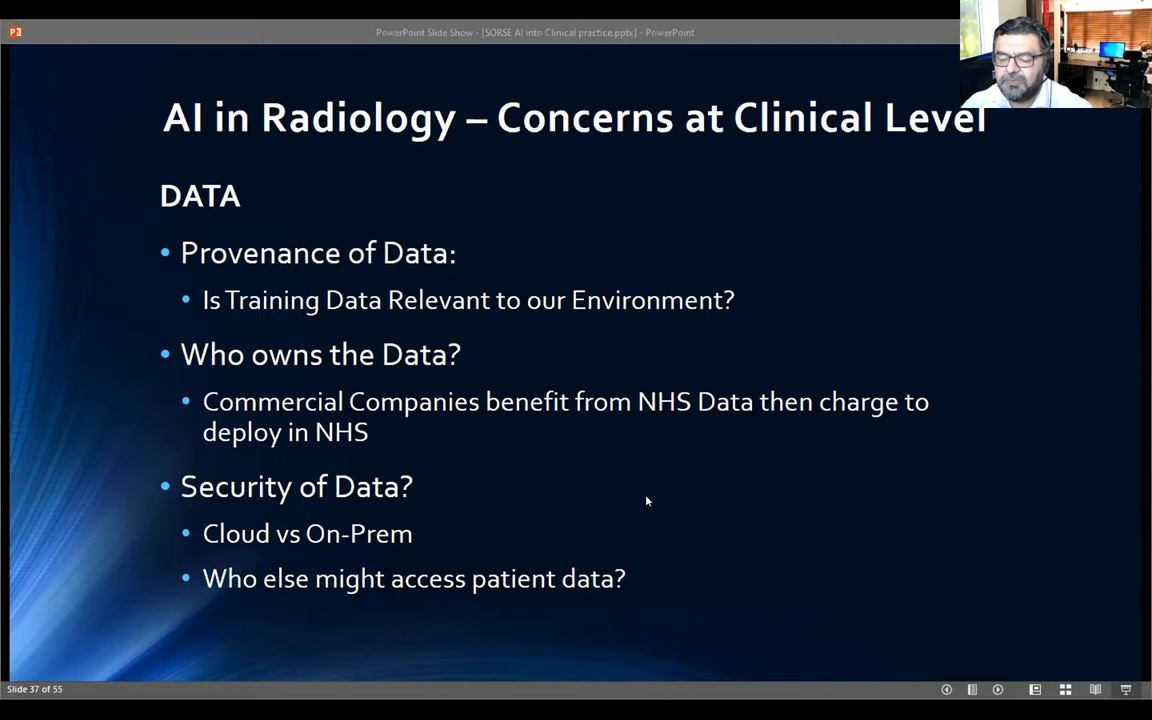 PowerPoint Slide Show - [SORSE AI into Clinical practice.pptx] - PowerPoint
AI in Radiology – Concerns at Clinical Level
DATA
• Provenance of Data:
• Is Training Data Relevant to our Environment?
• Who owns the Data?
• Commercial Companies benefit from NHS Data then charge to
deploy in NHS
• Security of Data?
• Cloud vs On-Prem
• Who else might access patient data?
Slide 37 of 55